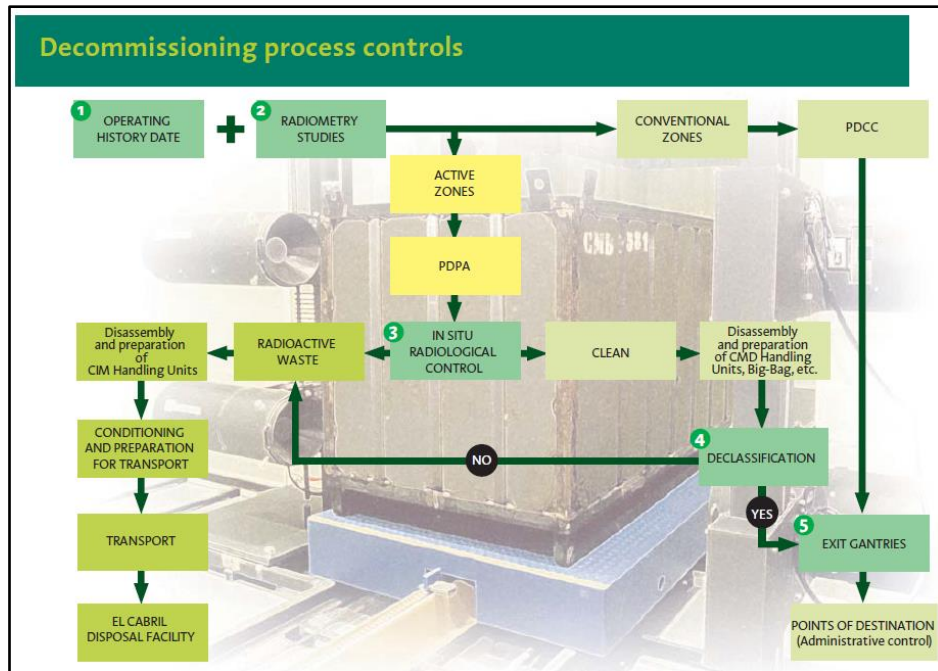 Decommissioning process controls
1
OPERATING
HISTORY DATE
2
RADIOMETRY
STUDIES
CONVENTIONAL
ZONES
PDCC
ACTIVE
ZONES
PDPA
CMD 381
Disassembly
and preparation
of
CIM Handling Units
RADIOACTIVE
WASTE
3
IN SITU
RADIOLOGICAL
CONTROL
CLEAN
Disassembly
and preparation
of CMD Handling
Units, Big-Bag, etc.
CONDITIONING
AND PREPARATION
FOR TRANSPORT
NO
4
DECLASSIFICATION
YES
TRANSPORT
5
EXIT GANTRIES
EL CABRIL
DISPOSAL FACILITY
POINTS OF DESTINATION
(Administrative control)